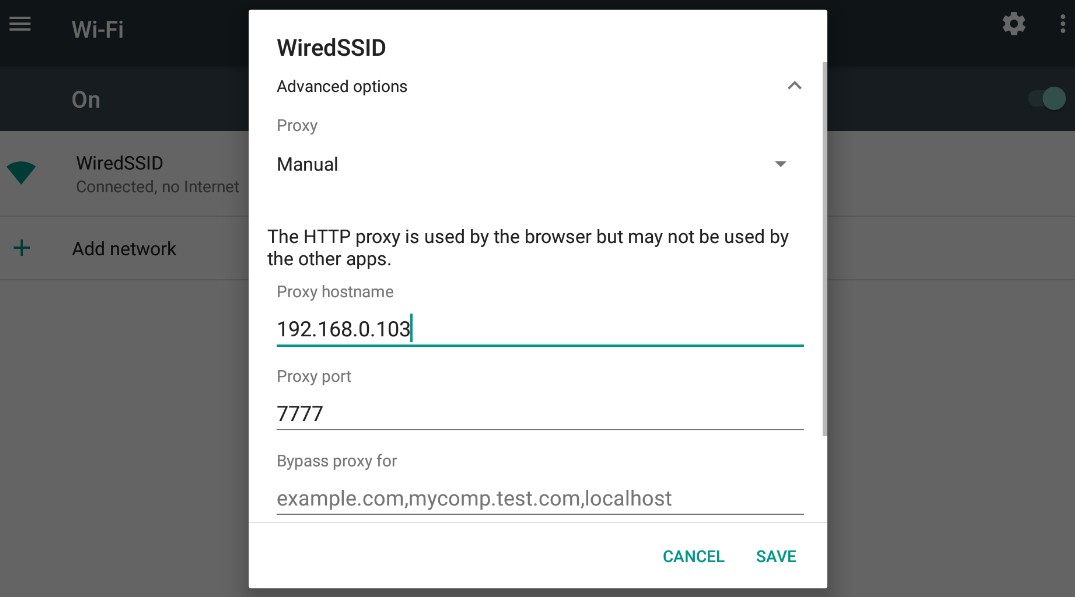 Wi-Fi
On
WiredSSID
Connected, no Internet
Add network
WiredSSID
Advanced options
Proxy
Manual
The HTTP proxy is used by the browser but may not be used by
the other apps.
Proxy hostname
192.168.0.103
Proxy port
7777
Bypass proxy for
example.com,mycomp.test.com,localhost
CANCEL
SAVE